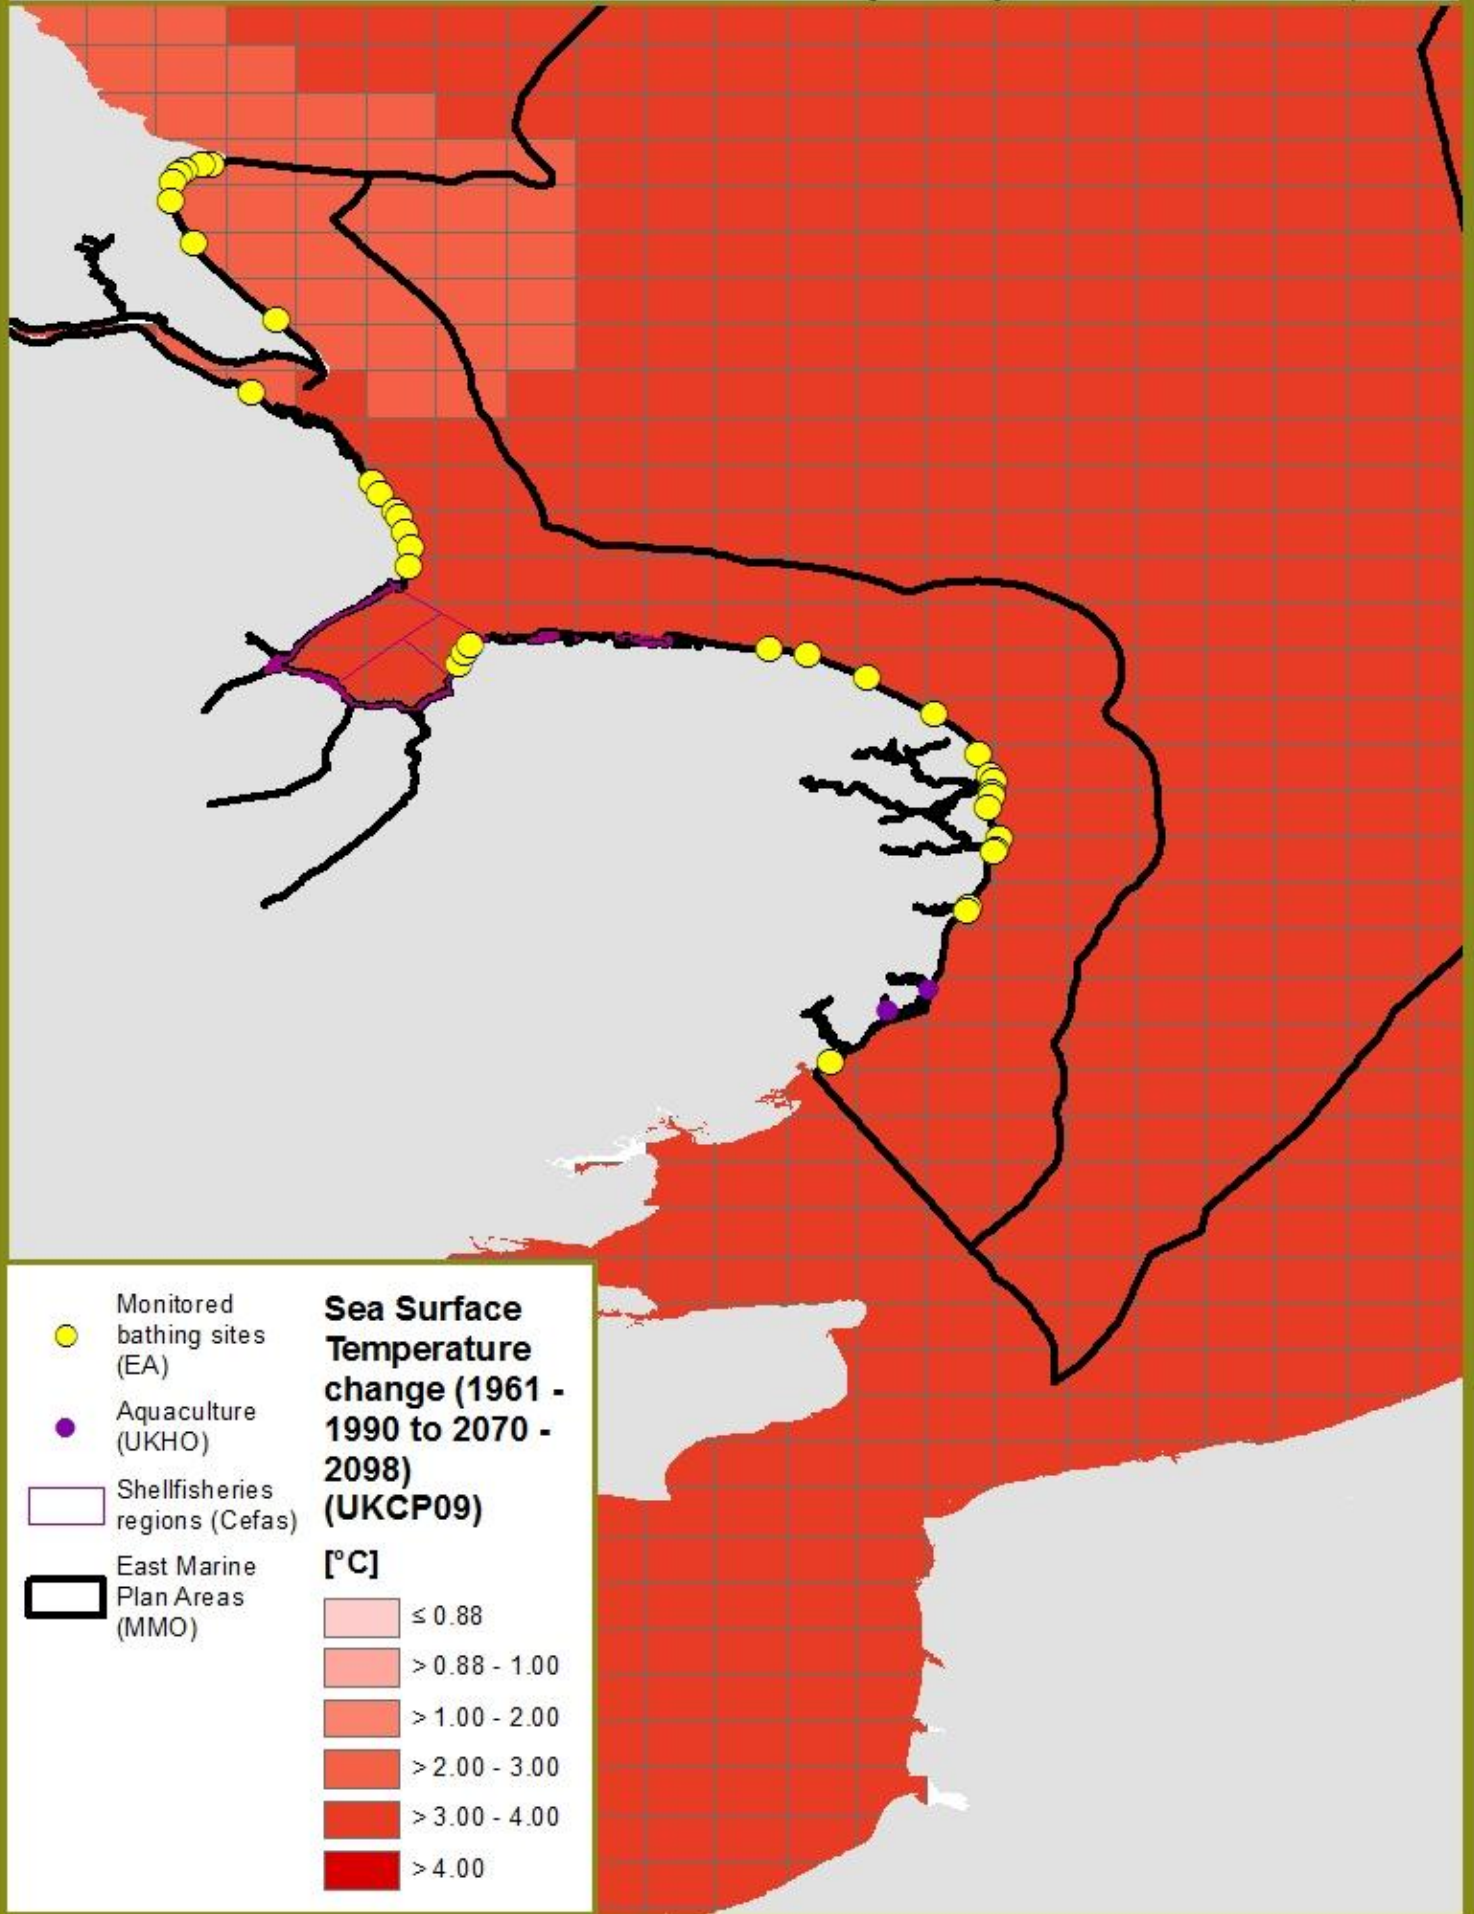 Monitored
bathing sites
(EA)
Aquaculture
(UKHO)
Shellfisheries
regions (Cefas)
East Marine
Plan Areas
(MMO)
Sea Surface
Temperature
change (1961 -
1990 to 2070 -
2098)
(UKCP09)
[°C]
≤ 0.88
> 0.88 - 1.00
> 1.00 - 2.00
> 2.00 - 3.00
> 3.00 - 4.00
> 4.00